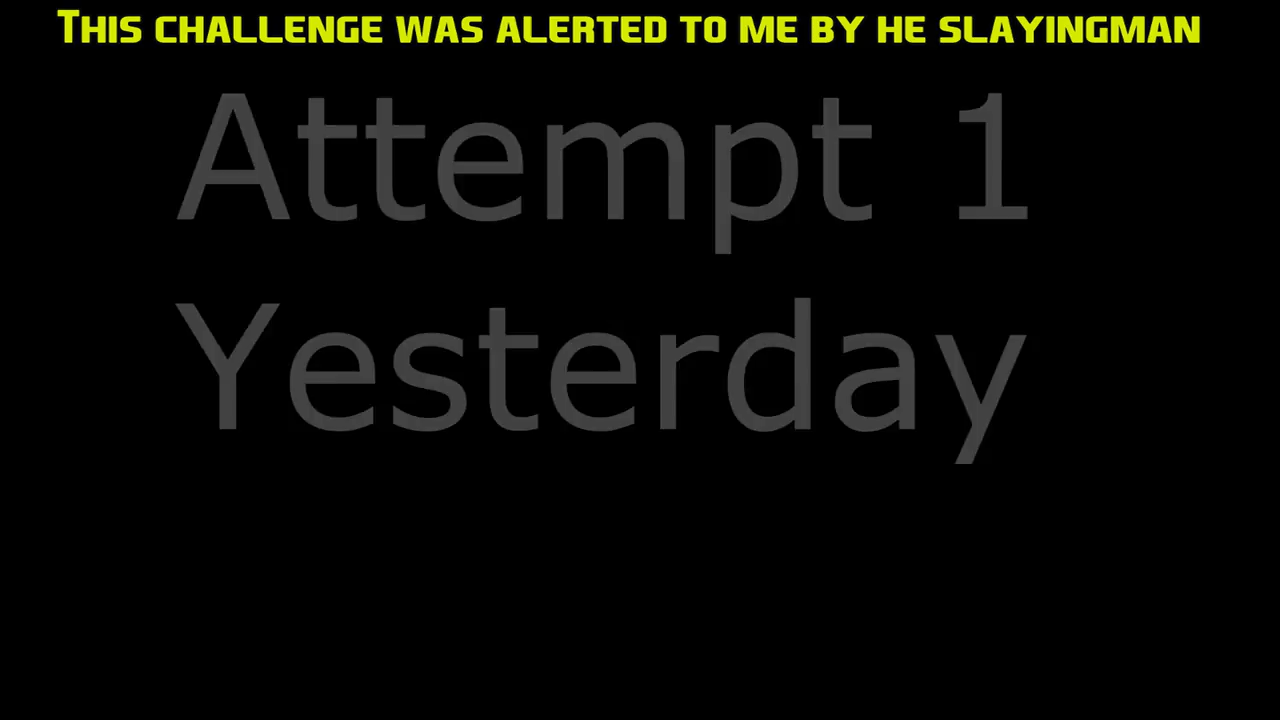 This challenge was alerted to me by he slayingman
Attempt 1
Yesterday